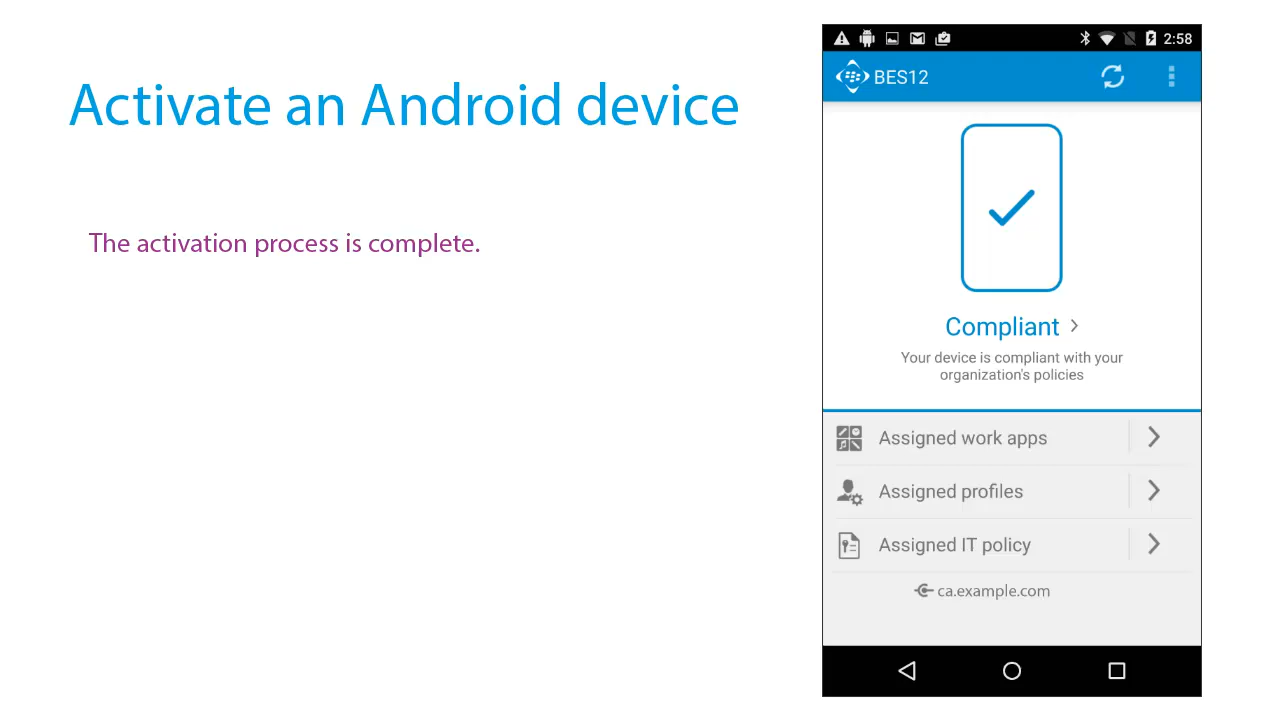 Activate an Android device
The activation process is complete.
2:58
BES12
Compliant
Your device is compliant with your
organization's policies
Assigned work apps
Assigned profiles
Assigned IT policy
ca.example.com